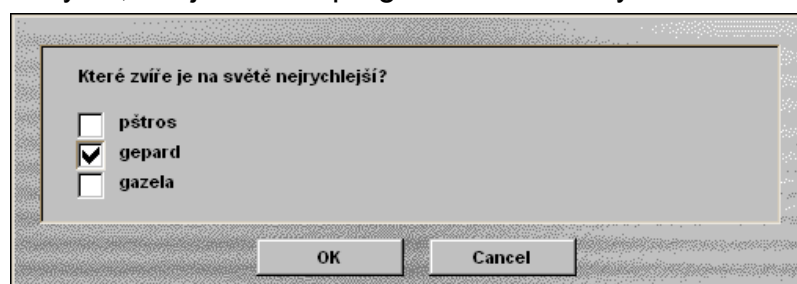 Které zvíře je na světě nejrychlejší?
pštros
gepard
gazela
OK Cancel